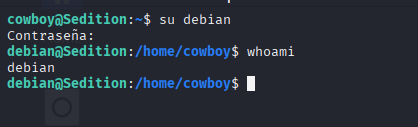 cowboy@Sedition:~$ su debian
Contraseña:
debian@Sedition:/home/cowboy$ whoami
debian
debian@Sedition:/home/cowboy$